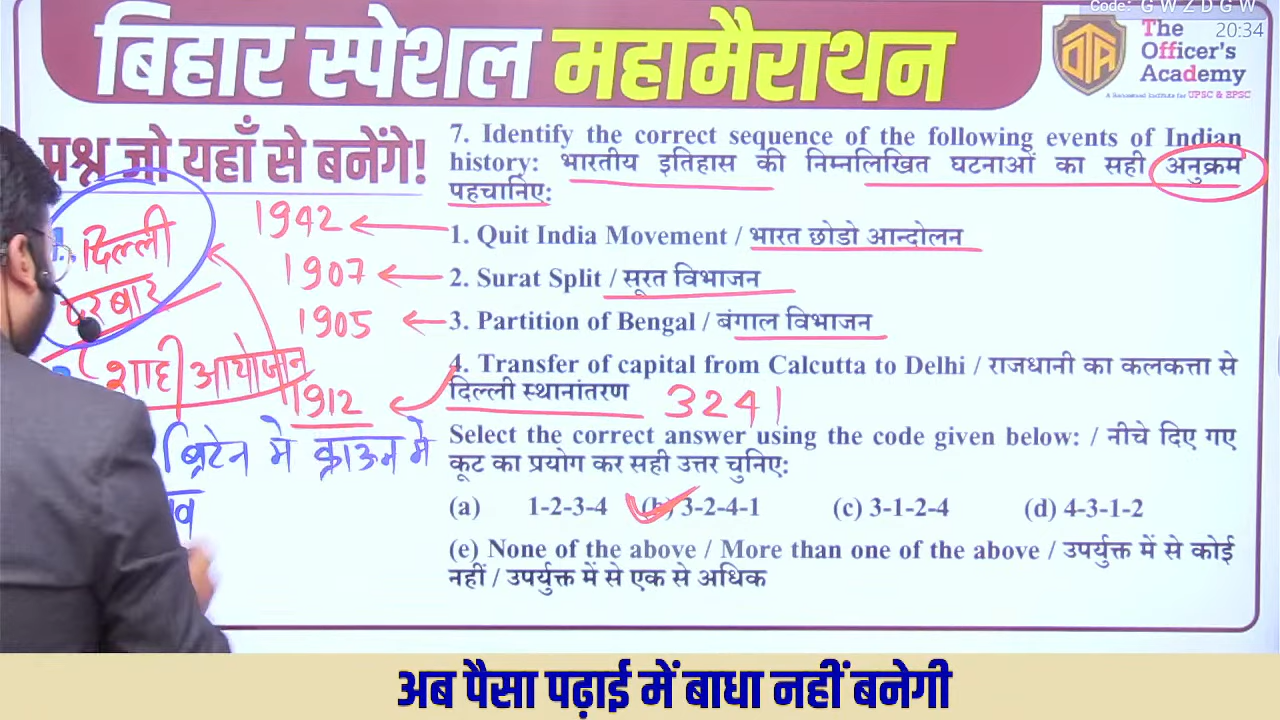 Code: G W Z D G W
बिहार स्पेशल महामैराथन
The Officer's Academy
A Renowned Institute for UPSC & BPSC
20:34
प्रश्न जो यहाँ से बनेंगे!
7. Identify the correct sequence of the following events of Indian
history: भारतीय इतिहास की निम्नलिखित घटनाओं का सही अनुक्रम
पहचानिए:
1942
1. Quit India Movement / भारत छोडो आन्दोलन
1907
2. Surat Split / सूरत विभाजन
1905
3. Partition of Bengal / बंगाल विभाजन
4. Transfer of capital from Calcutta to Delhi / राजधानी का कलकत्ता से
दिल्ली स्थानांतरण
1912
3241
1. दिल्ली
दरबार
शाही आयोजन
ब्रिटेन मे क्राउन मे
Select the correct answer using the code given below: / नीचे दिए गए
कूट का प्रयोग कर सही उत्तर चुनिए:
(a) 1-2-3-4 (b) 3-2-4-1 (c) 3-1-2-4 (d) 4-3-1-2
(e) None of the above / More than one of the above / उपर्युक्त में से कोई
नहीं / उपर्युक्त में से एक से अधिक
अब पैसा पढ़ाई में बाधा नहीं बनेगी